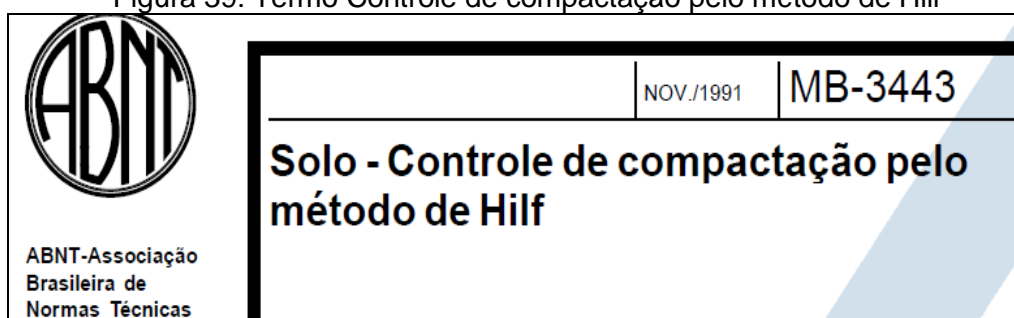 Figura 39. Termo Controle de compactação pelo método de Hilf
ABNT
NOV./1991
MB-3443
Solo - Controle de compactação pelo
método de Hilf
ABNT-Associação
Brasileira de
Normas Técnicas